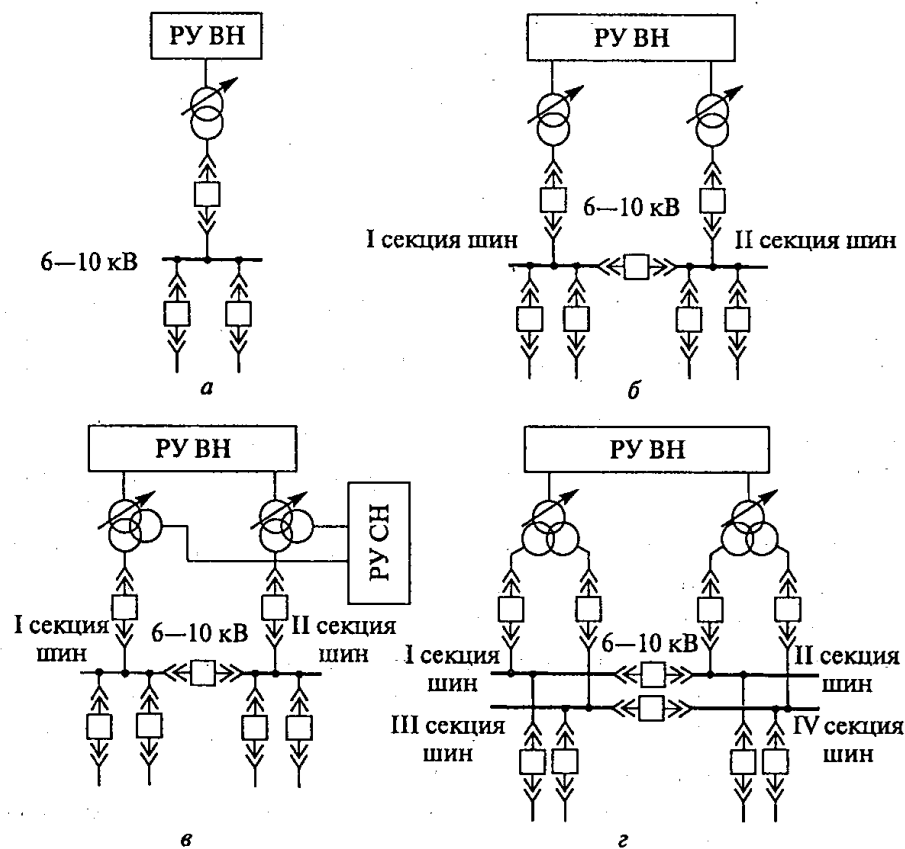 РУ ВН
6—10 кВ
а
РУ ВН
6—10 кВ
I секция шин
II секция шин
б
РУ ВН
РУ СН
I секция
шин
6—10 кВ
II секция
шин
в
РУ ВН
I секция
шин
6—10 кВ
II секция
шин
III секция
шин
IV секция
шин
г